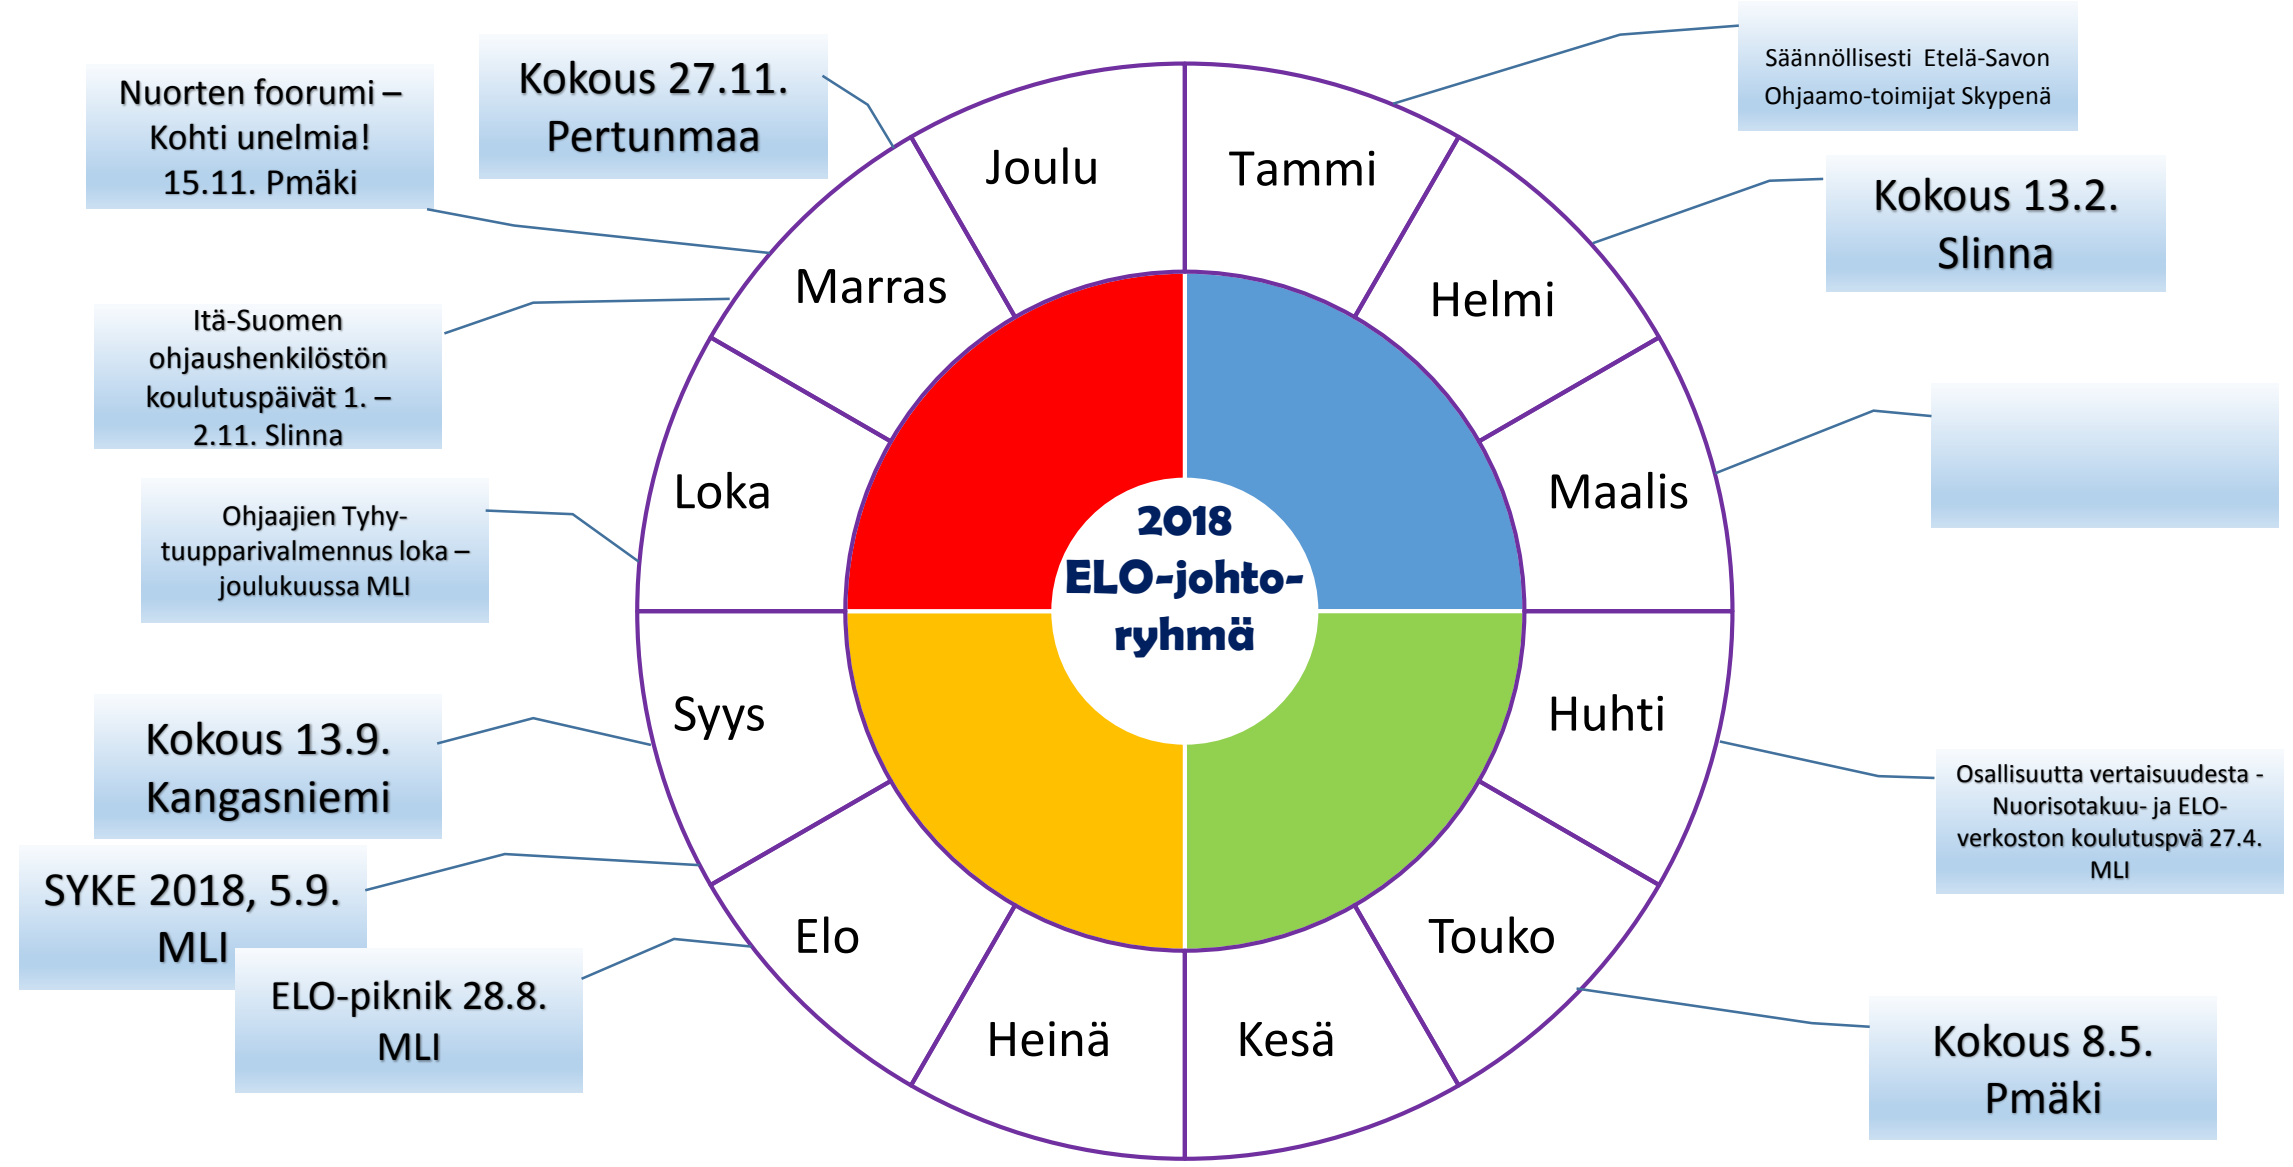 Säännöllisesti Etelä-Savon
Ohjaamo-toimijat Skypenä
Kokous 27.11.
Pertunmaa
Nuorten foorumi –
Kohti unelmia!
15.11. Pmäki
Itä-Suomen
ohjaushenkilöstön
koulutuspäivät 1. –
2.11. Slinna
Ohjaajien Tyhy-
tuupparivalmennus loka –
joulukuussa MLI
Kokous 13.9.
Kangasniemi
SYKE 2018, 5.9.
MLI
ELO-piknik 28.8.
MLI
Joulu
Tammi
Marras
Helmi
Loka
Maalis
Syys
Huhti
Elo
Touko
Heinä
Kesä
2018
ELO-johto-
ryhmä
Kokous 13.2.
Slinna
Osallisuutta vertaisuudesta -
Nuorisotakuu- ja ELO-
verkoston koulutuspvä 27.4.
MLI
Kokous 8.5.
Pmäki